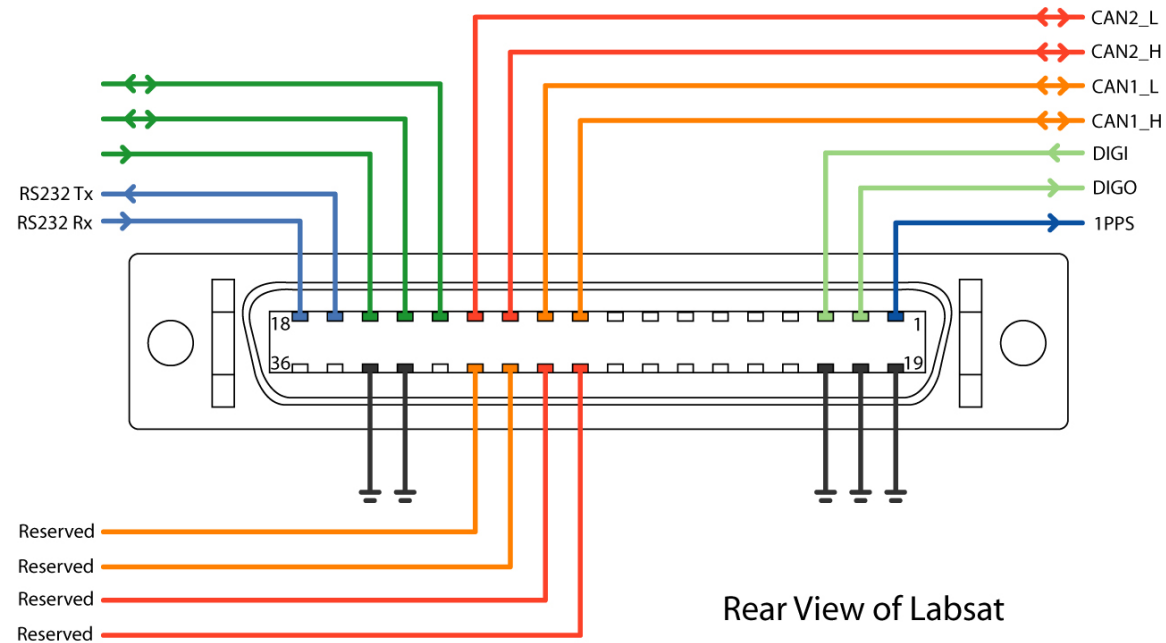 CAN2_L
CAN2_H
CAN1_L
CAN1_H
DIGI
RS232 Tx
DIGO
RS232 Rx
1PPS
18
1
36
19
Reserved
Reserved
Reserved
Reserved
Rear View of Labsat